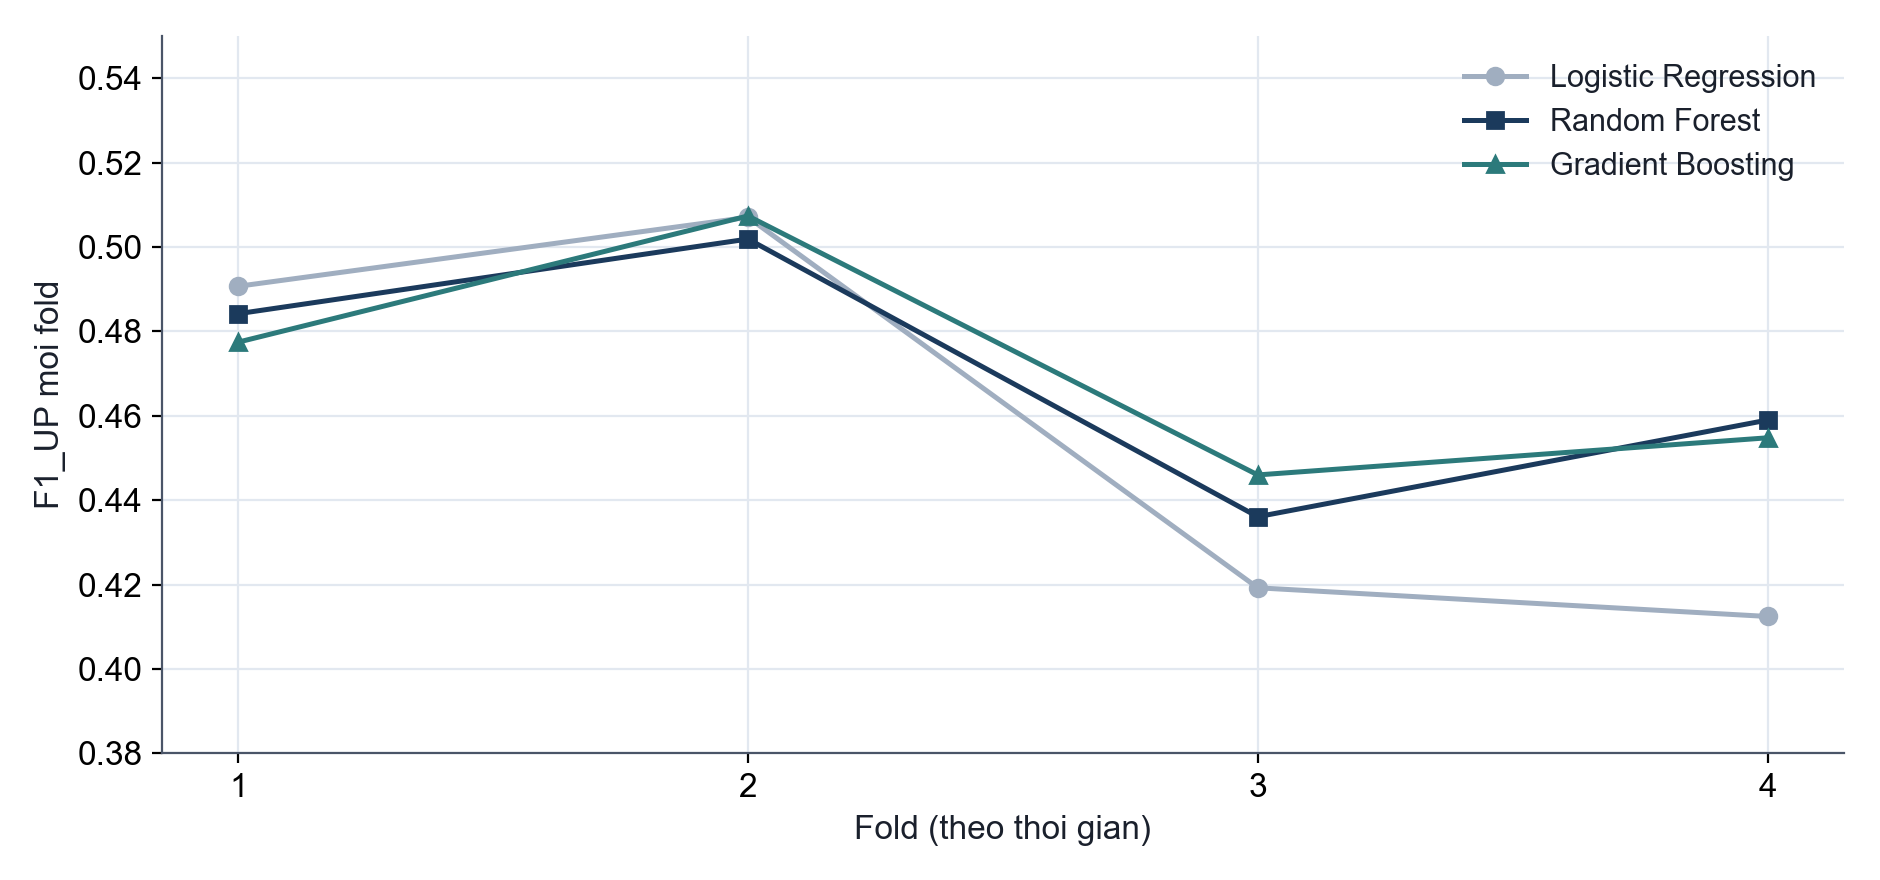 0.54
0.52
0.50
0.48
0.46
0.44
0.42
0.40
0.38
F1_UP moi fold
Logistic Regression
Random Forest
Gradient Boosting
1 2 3 4
Fold (theo thoi gian)